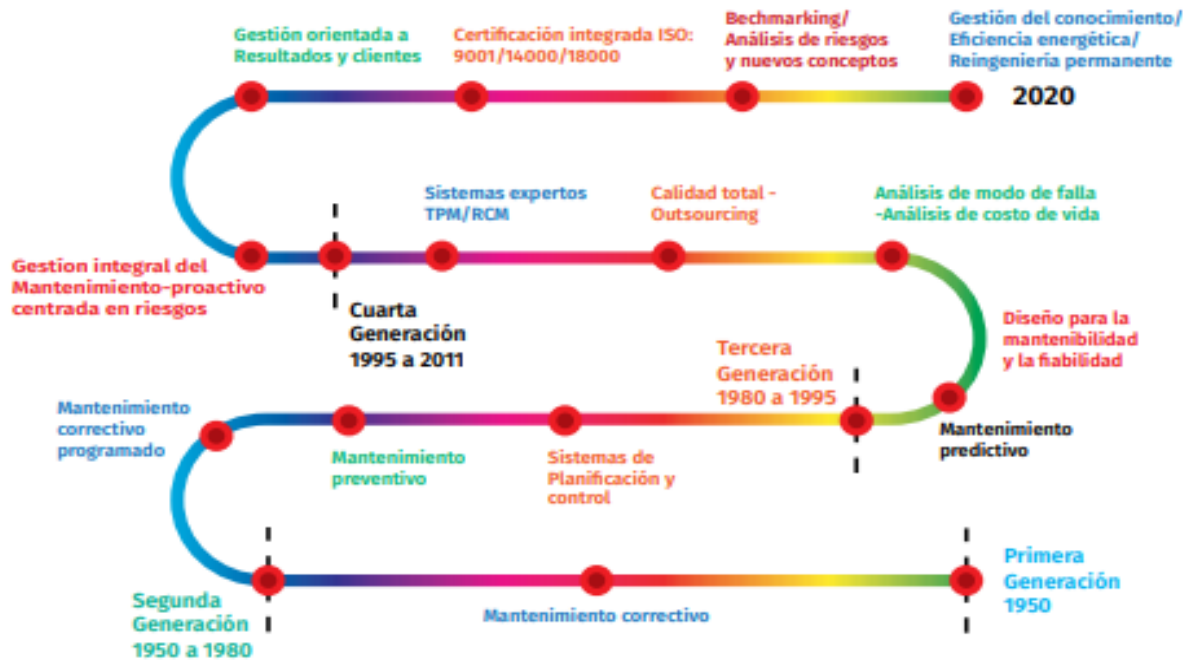 Gestión orientada a
Resultados y clientes
Certificación integrada ISO:
9001/14000/18000
Bechmarking/
Análisis de riesgos
y nuevos conceptos
Gestión del conocimiento/
Eficiencia energética/
Reingeniería permanente
2020
Sistemas expertos
TPM/RCM
Calidad total -
Outsourcing
Análisis de modo de falla
-Análisis de costo de vida
Gestion integral del
Mantenimiento-proactivo
centrada en riesgos
Cuarta
Generación
1995 a 2011
Diseño para la
mantenibilidad
y la fiabilidad
Tercera
Generación
1980 a 1995
Mantenimiento
correctivo
programado
Mantenimiento
preventivo
Sistemas de
Planificación y
control
Mantenimiento
predictivo
Segunda
Generación
1950 a 1980
Mantenimiento correctivo
Primera
Generación
1950